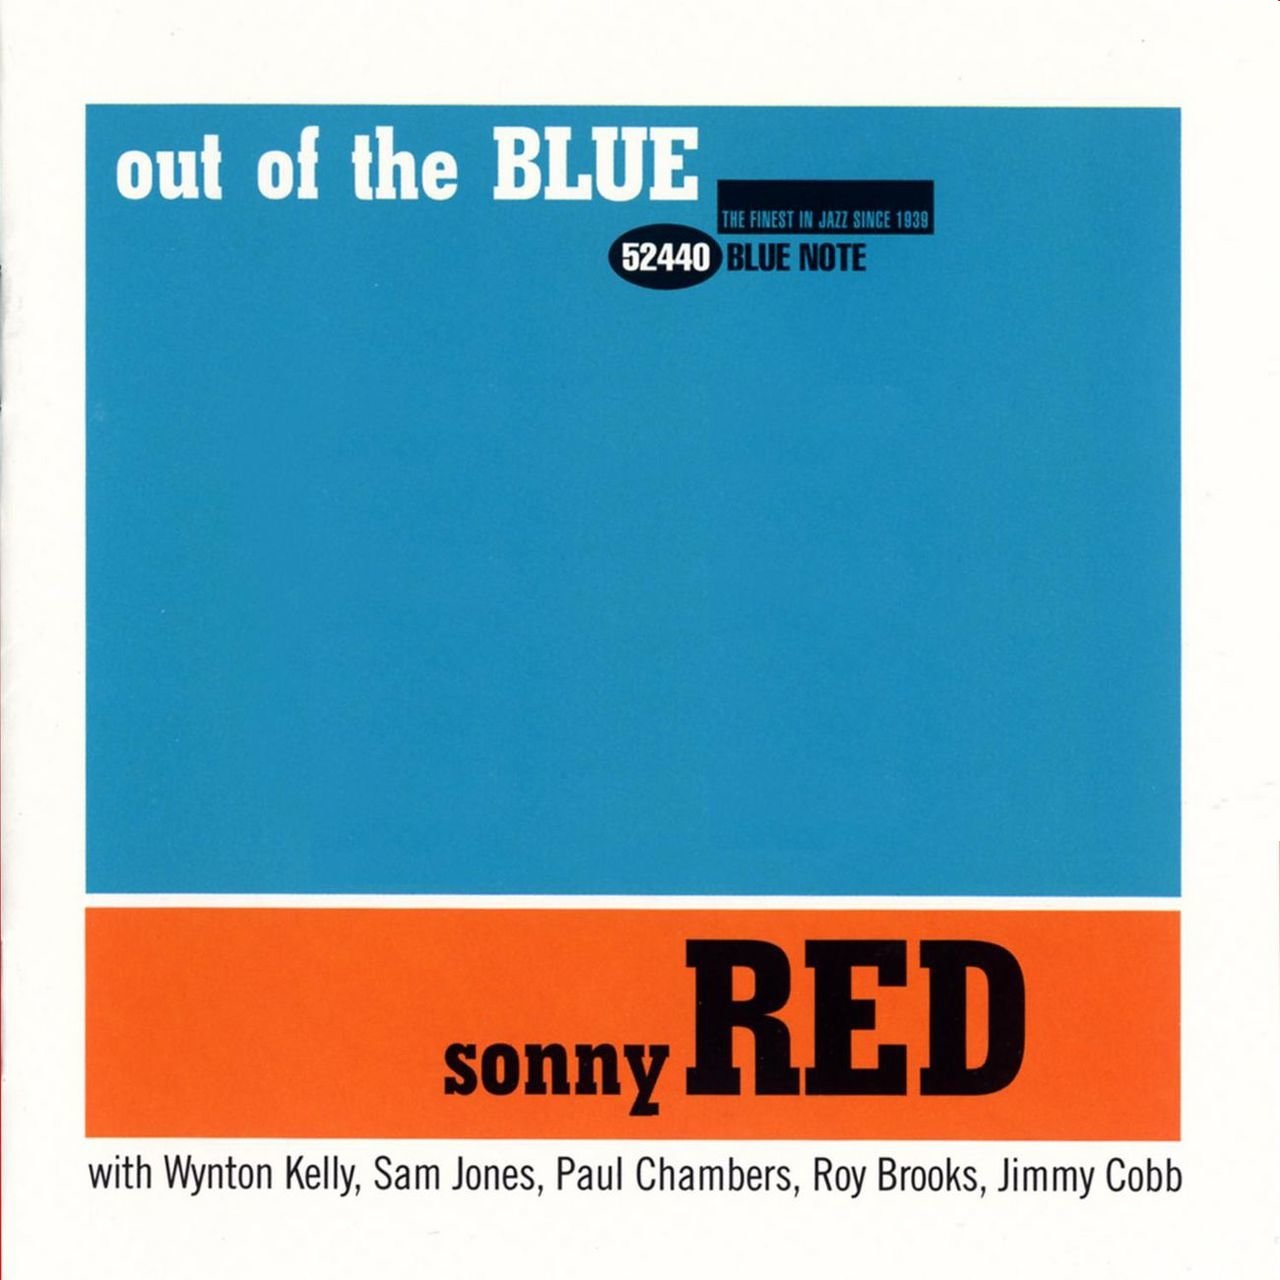 out of the BLUE
THE FINEST IN JAZZ SINCE 1939
52440 BLUE NOTE
sonny RED
with Wynton Kelly, Sam Jones, Paul Chambers, Roy Brooks, Jimmy Cobb